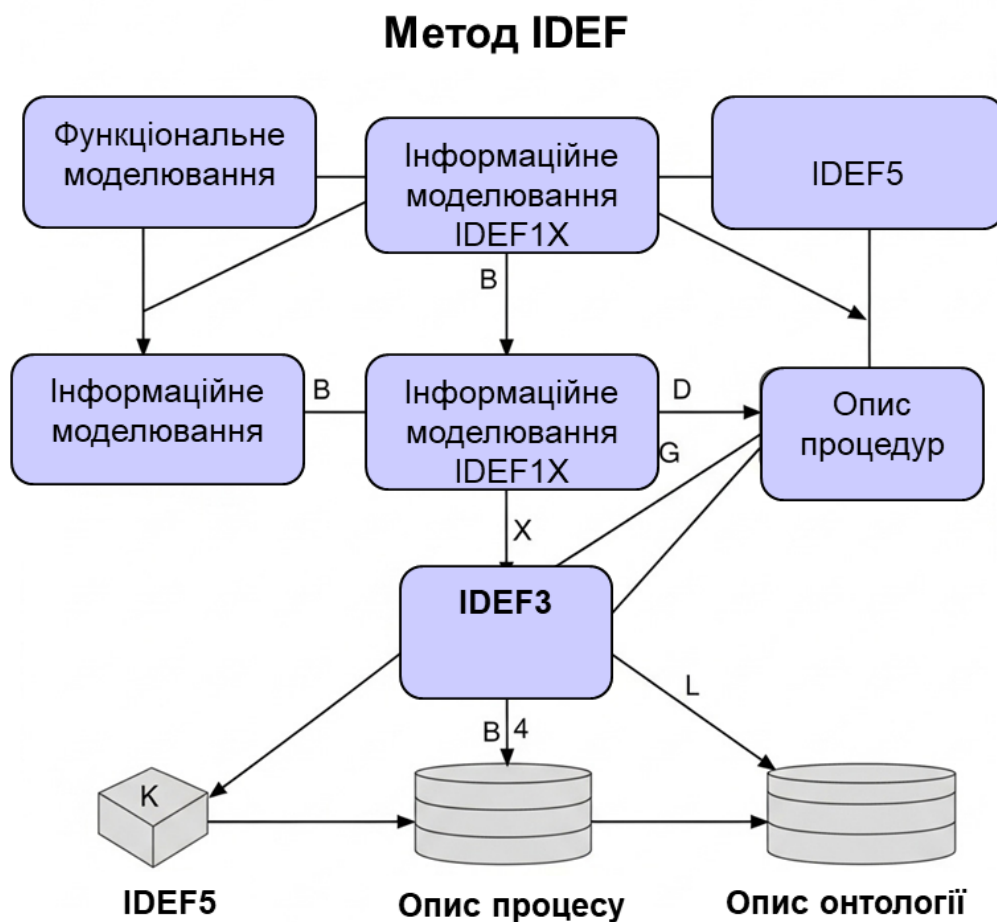 Метод IDEF
Функціональне
моделювання
Інформаційне
моделювання
IDEF1X
IDEF5
B
Інформаційне
моделювання
B
Інформаційне
моделювання
IDEF1X
D
G
Опис
процедур
X
IDEF3
L
B 4
K
IDEF5
Опис процесу
Опис онтології